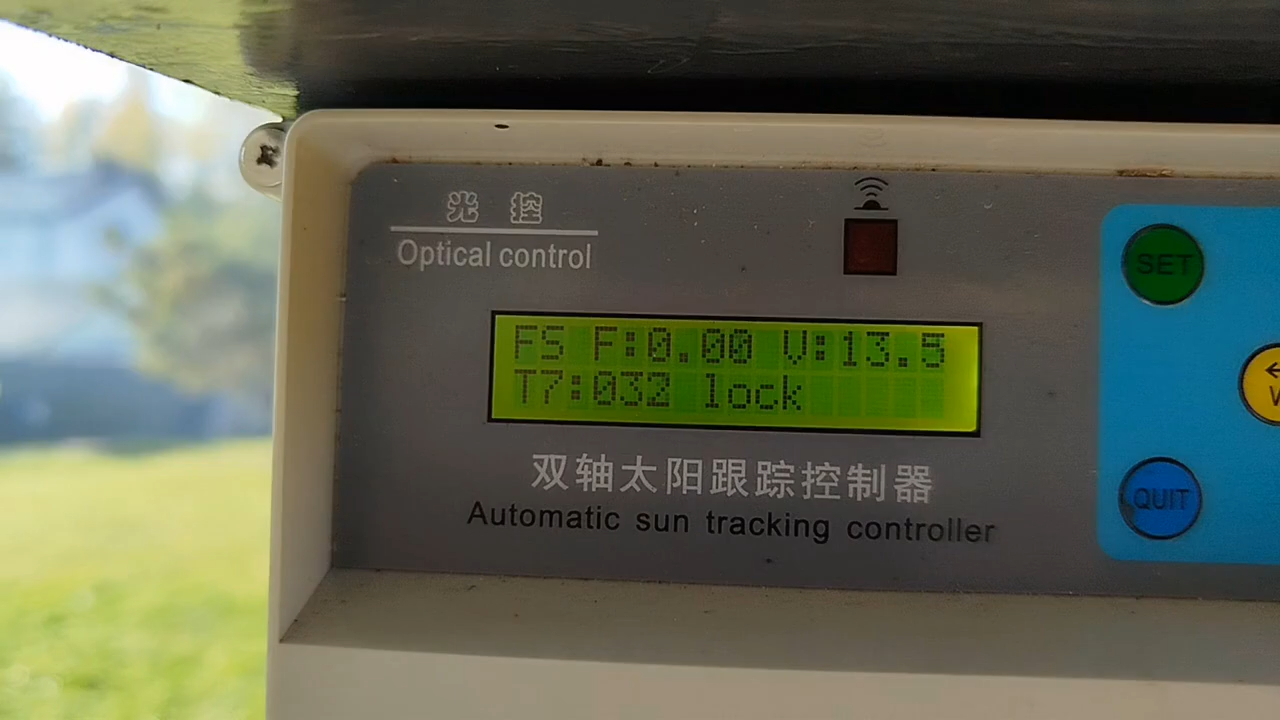 光 控
Optical control
SET
FS F:0.00 V:13.5
T7:032 lock
双轴太阳跟踪控制器
QUIT
Automatic sun tracking controller